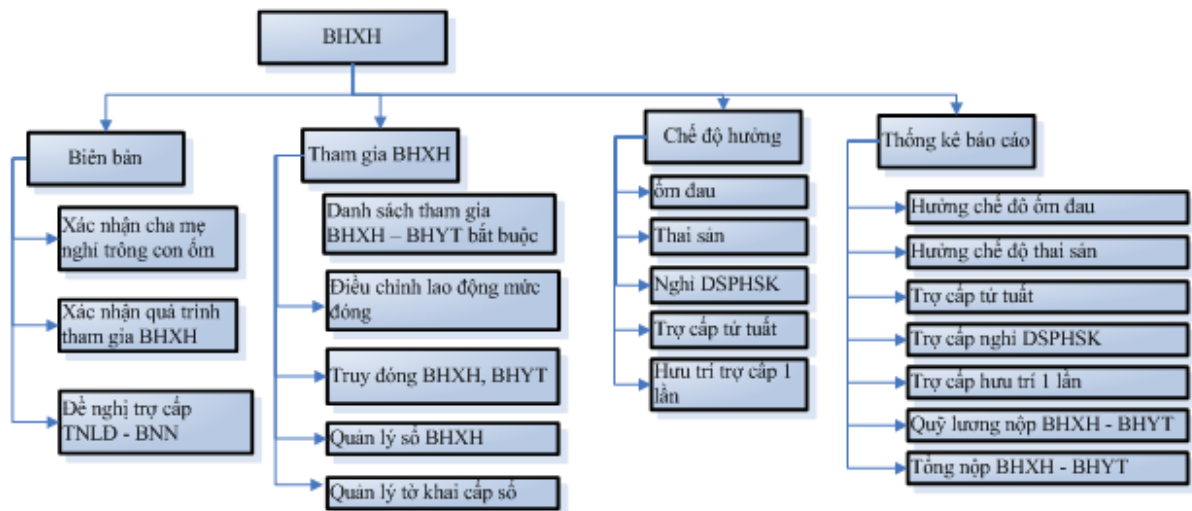 BHXH
Biên bản
Xác nhận cha mẹ
nghỉ trông con ốm
Xác nhận quá trình
tham gia BHXH
Đề nghị trợ cấp
TNLĐ - BNN
Tham gia BHXH
Danh sách tham gia
BHXH – BHYT bắt buộc
Điều chỉnh lao động mức
đóng
Truy đóng BHXH, BHYT
Quản lý sổ BHXH
Quản lý tờ khai cấp sổ
Chế độ hưởng
ốm đau
Thai sản
Nghỉ DSPHSK
Trợ cấp tử tuất
Hưu trí trợ cấp 1
lần
Thống kê báo cáo
Hưởng chế đô ốm đau
Hưởng chế độ thai sản
Trợ cấp tử tuất
Trợ cấp nghỉ DSPHSK
Trợ cấp hưu trí 1 lần
Quỹ lương nộp BHXH - BHYT
Tổng nộp BHXH - BHYT